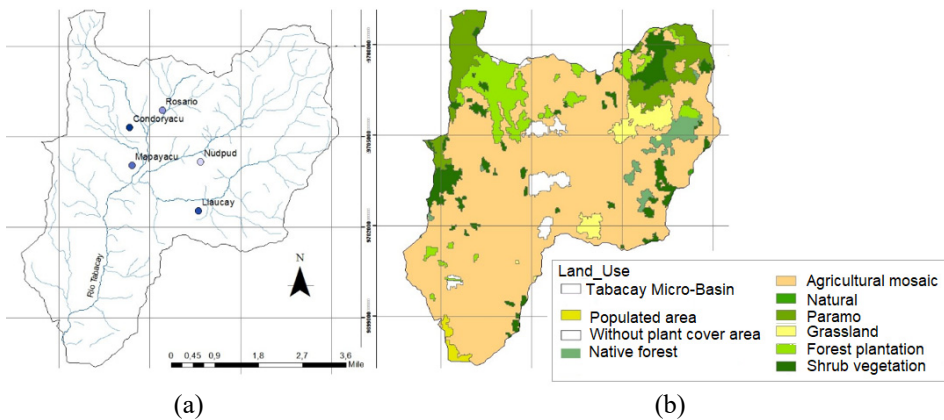 Rosario
Condoryacu
Mapayacu
Nudpud
Llaucay
Río Tabacay
N
0 0,45 0,9 1,8 2,7 3,6
Mile
(a)
Land_Use
Tabacay Micro-Basin
Populated area
Without plant cover area
Native forest
Agricultural mosaic
Natural
Paramo
Grassland
Forest plantation
Shrub vegetation
(b)